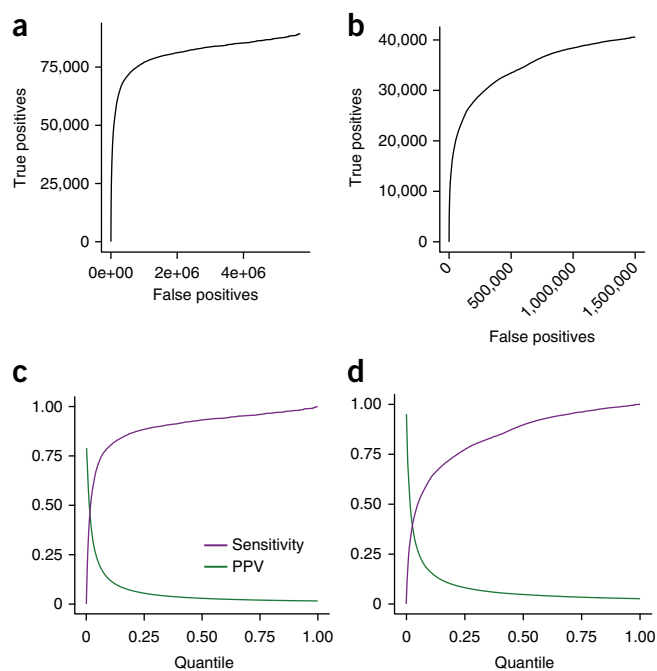 a
75,000
50,000
25,000
0
True positives
0e+00 2e+06 4e+06
False positives
b
40,000
30,000
20,000
10,000
0
True positives
0 500,000 1,000,000 1,500,000
False positives
c
1.00
0.75
0.50
0.25
0
Sensitivity
PPV
0 0.25 0.50 0.75 1.00
Quantile
d
1.00
0.75
0.50
0.25
0
0 0.25 0.50 0.75 1.00
Quantile